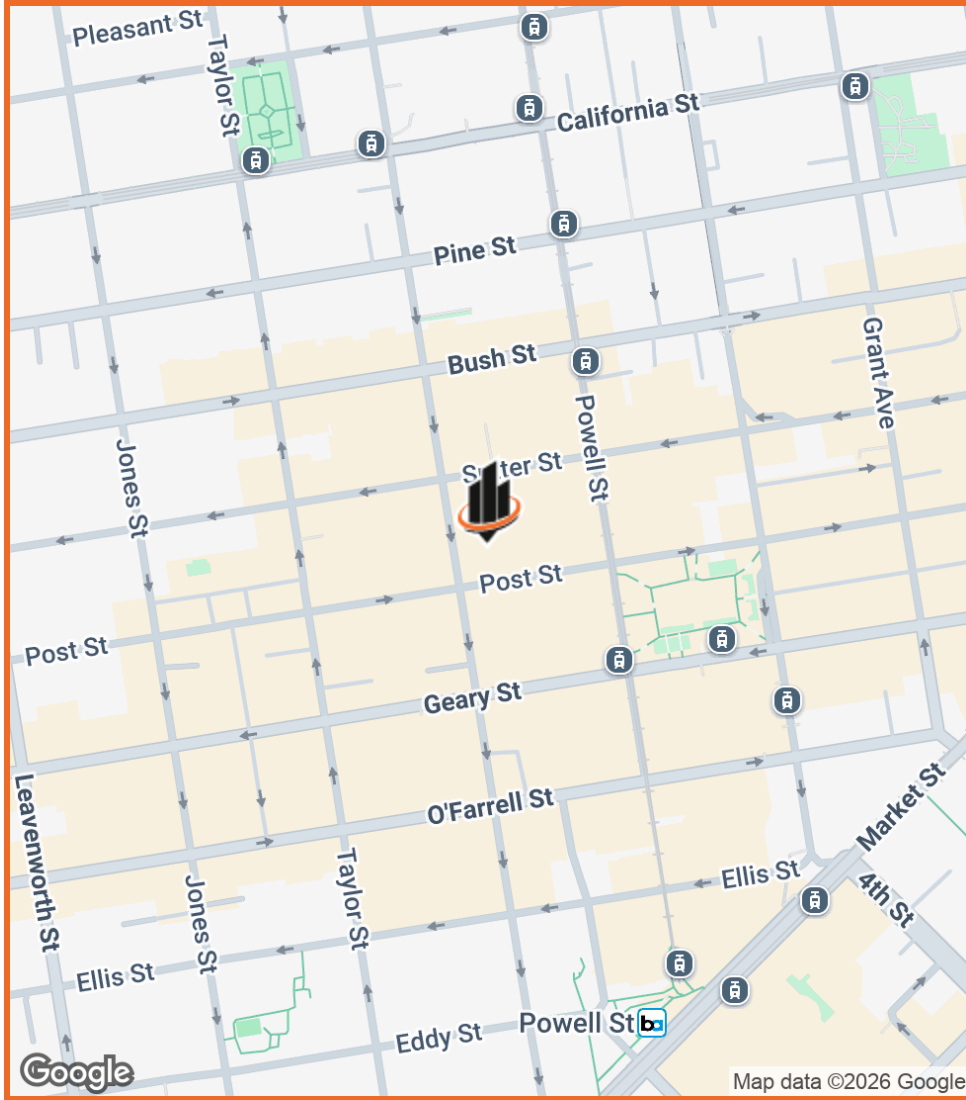 Pleasant St
Taylor St
California St
Pine St
Grant Ave
Bush St
Powell St
Jones St
Post St
Post St
Geary St
Leavenworth St
O'Farrell St
Market St
Taylor St
Ellis St
4th St
Jones St
Ellis St
Powell St
ba
Eddy St
Google
Map data ©2026 Google